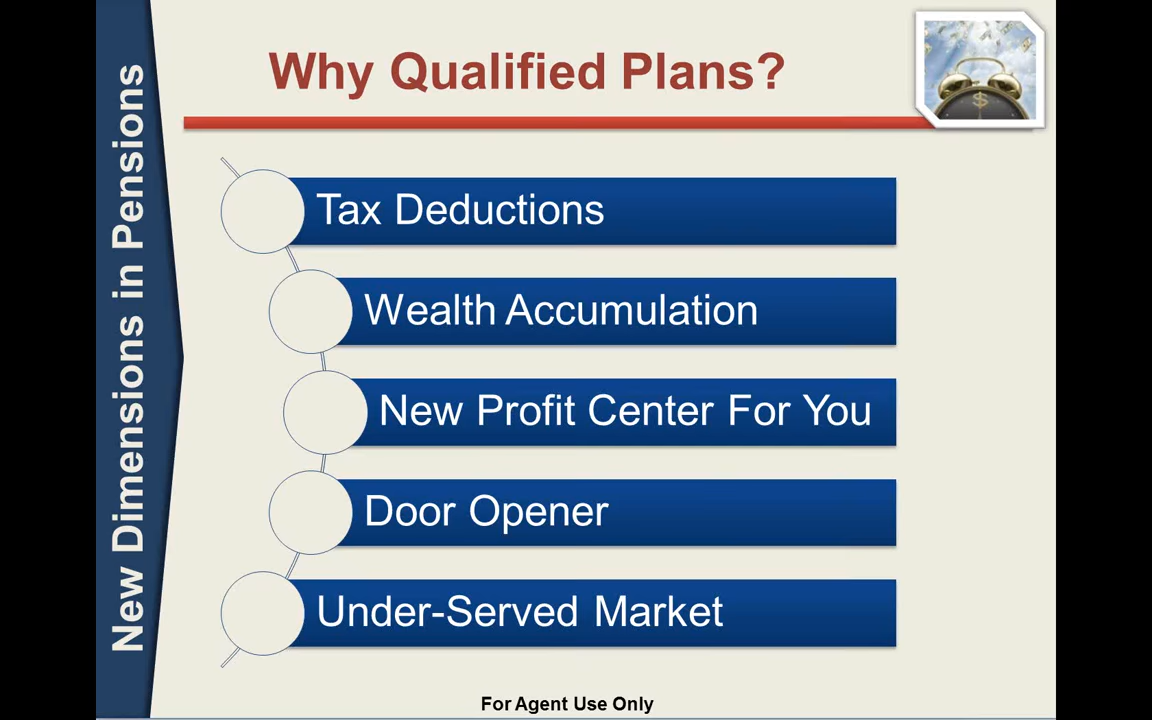 Why Qualified Plans?
New Dimensions in Pensions
$
Tax Deductions
Wealth Accumulation
New Profit Center For You
Door Opener
Under-Served Market
For Agent Use Only